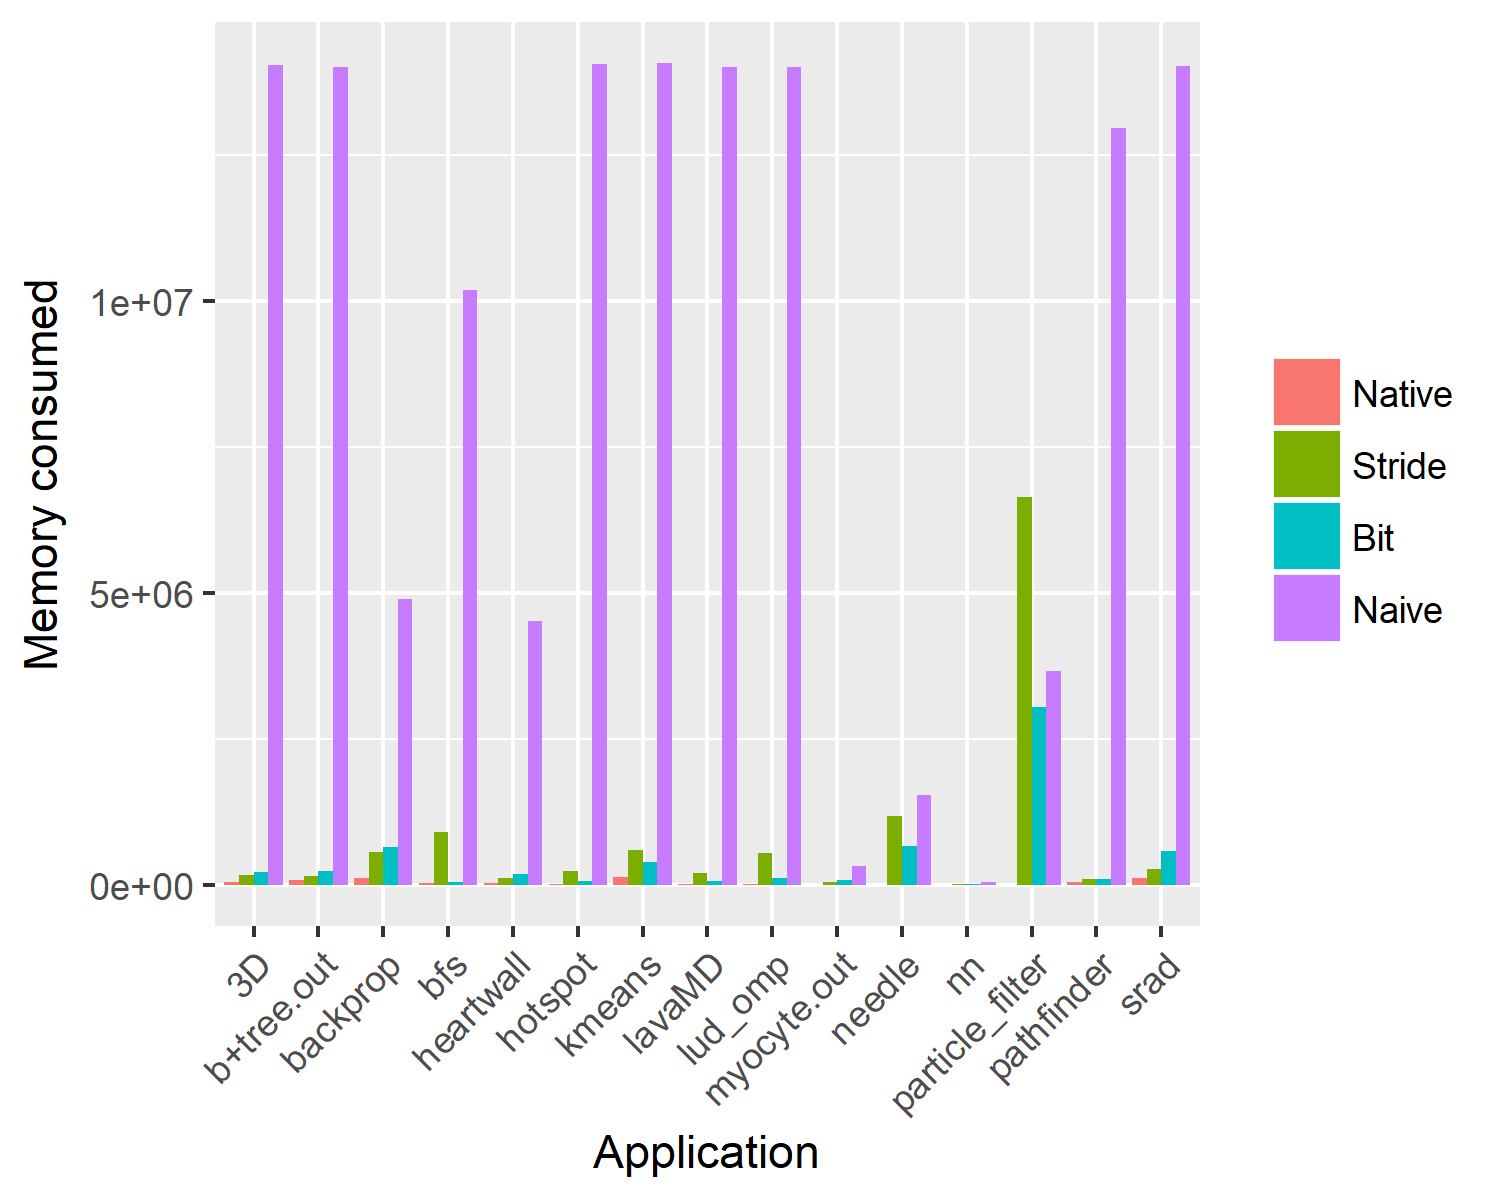 Memory consumed
1e+07
5e+06
0e+00
3D
b+tree.out
backprop
bfs
heartwall
hotspot
kmeans
lavaMD
lud_omp
myocyte.out
needle
nn
particle_filter
pathfinder
srad
Application
Native
Stride
Bit
Naive